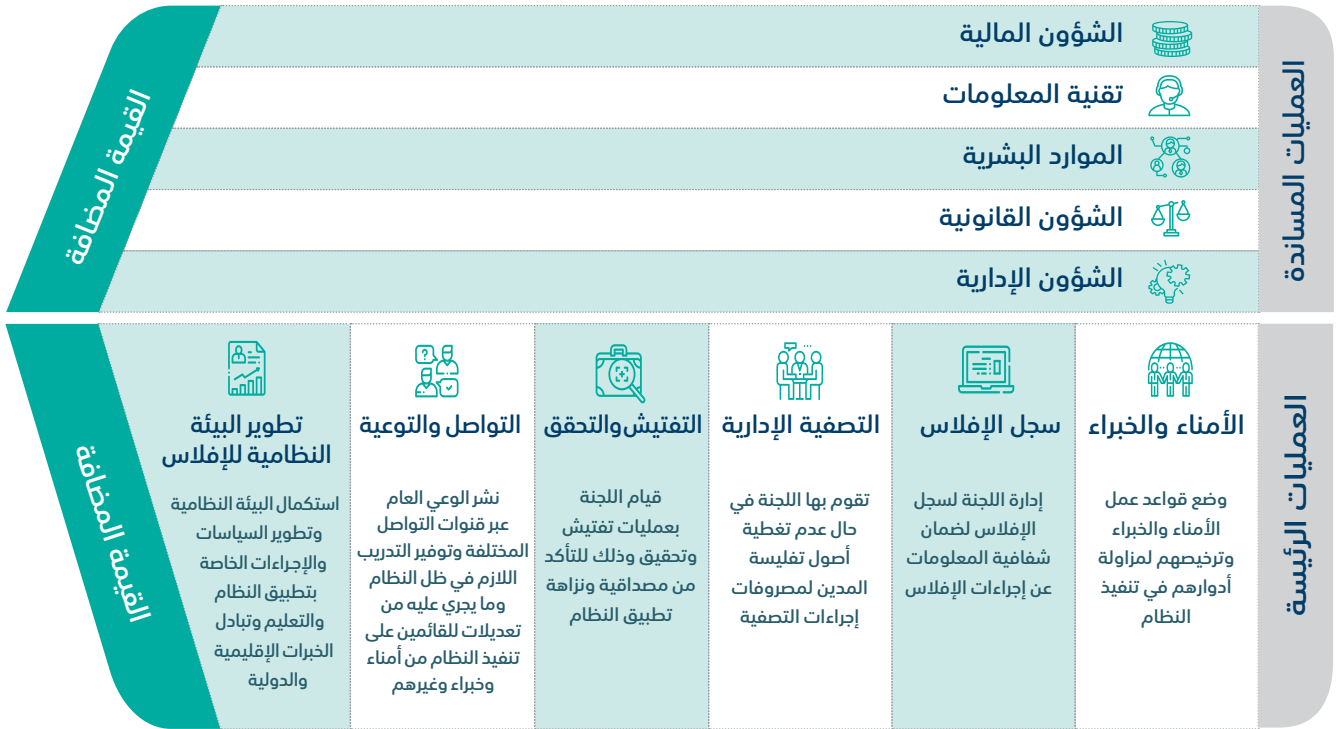 العمليات المساندة
الشؤون المالية
تقنية المعلومات
الموارد البشرية
الشؤون القانونية
الشؤون الإدارية
القيمة المضافة
العمليات الرئيسة
الأمناء والخبراء
وضع قواعد عمل
الأمناء والخبراء
وترخيصهم لمزاولة
أدوارهم في تنفيذ
النظام
سجل الإفلاس
إدارة اللجنة لسجل
الإفلاس لضمان
شفافية المعلومات
عن إجراءات الإفلاس
التصفية الإدارية
تقوم بها اللجنة في
حال عدم تغطية
أصول تفليسة
المدين لمصروفات
إجراءات التصفية
التفتيش والتحقق
قيام اللجنة
بعمليات تفتيش
وتحقيق وذلك للتأكد
من مصداقية ونزاهة
تطبيق النظام
التواصل والتوعية
نشر الوعي العام
عبر قنوات التواصل
المختلفة وتوفير التدريب
اللازم في ظل النظام
وما يجري عليه من
تعديلات للقائمين على
تنفيذ النظام من أمناء
وخبراء وغيرهم
تطوير البيئة
النظامية للإفلاس
استكمال البيئة النظامية
وتطوير السياسات
والإجراءات الخاصة
بتطبيق النظام
والتعليم وتبادل
الخبرات الإقليمية
والدولية
القيمة المضافة